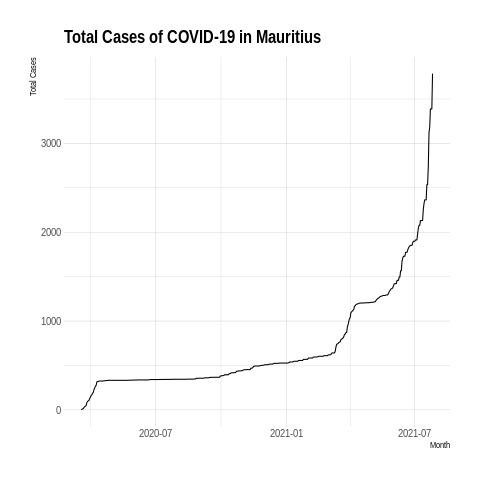 Total Cases of COVID-19 in Mauritius
Total Cases
3000
2000
1000
0
2020-07
2021-01
2021-07
Month